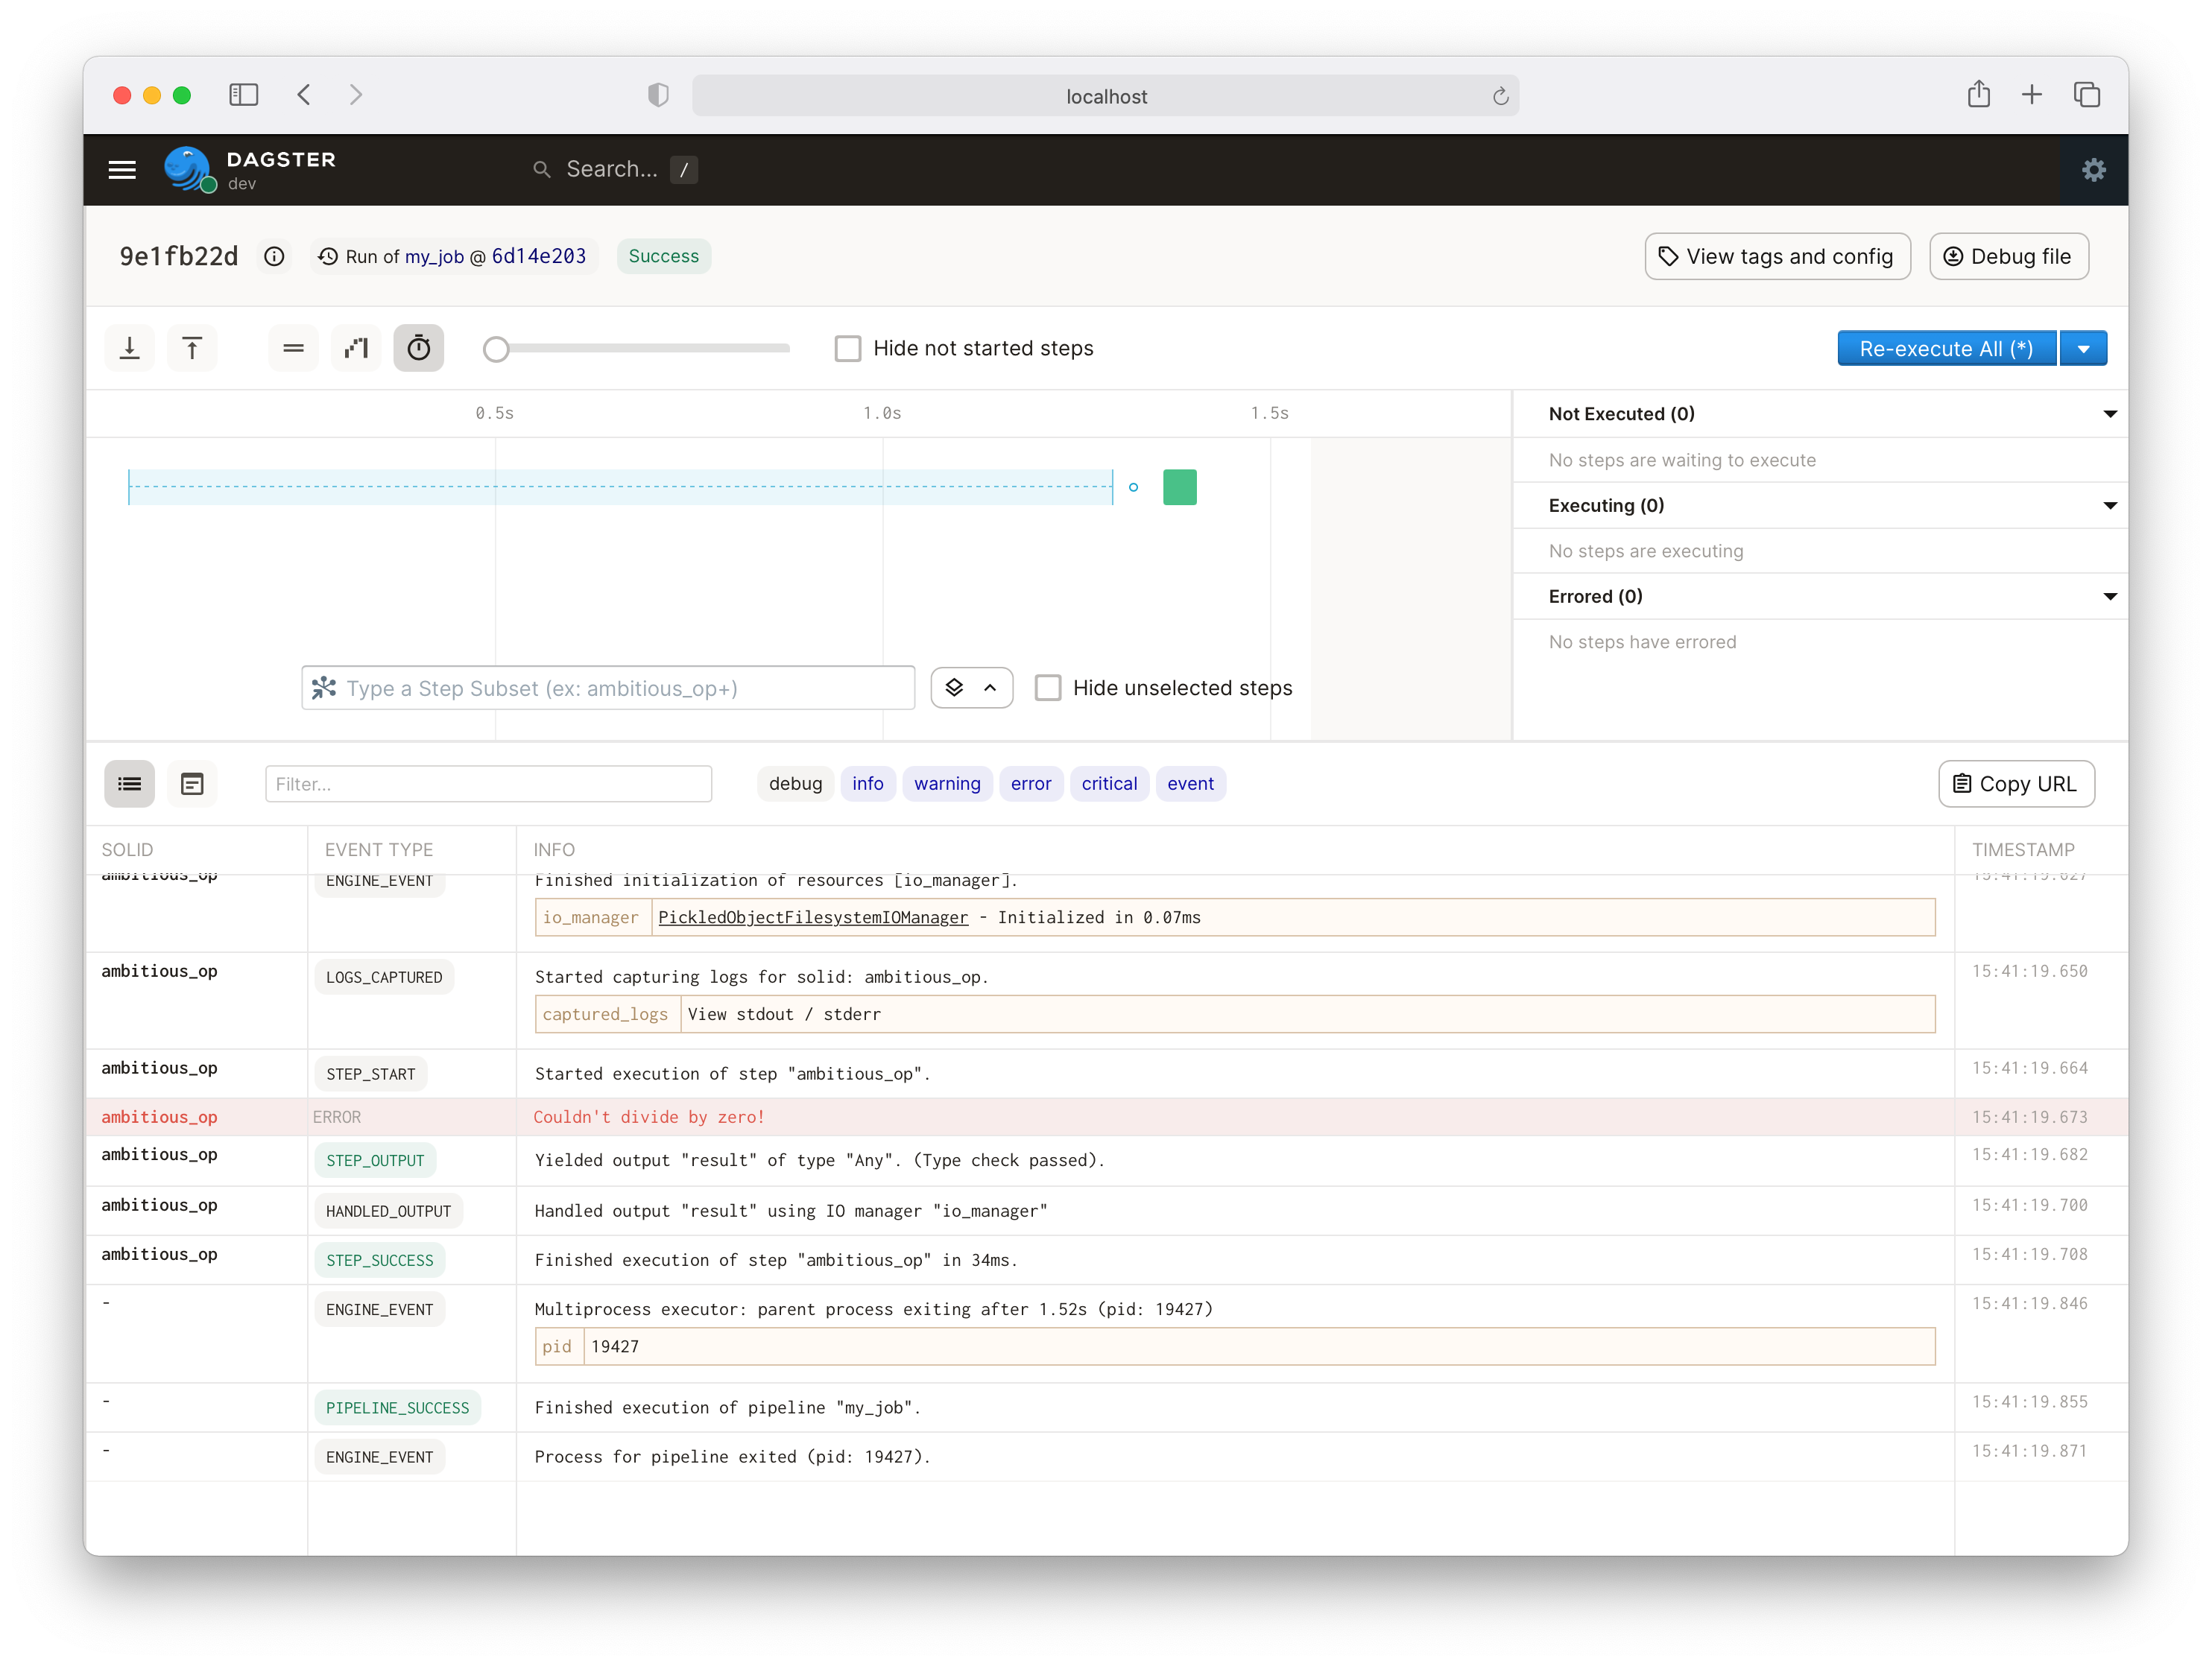 localhost
DAGSTER
dev
Search... /
9e1fb22d
Run of my_job @ 6d14e203
Success
View tags and config
Debug file
Hide not started steps
Re-execute All (*)
0.5s
1.0s
1.5s
Not Executed (0)
No steps are waiting to execute
Executing (0)
No steps are executing
Errored (0)
No steps have errored
Type a Step Subset (ex: ambitious_op+)
Hide unselected steps
Filter...
debug
info
warning
error
critical
event
Copy URL
SOLID
EVENT TYPE
INFO
TIMESTAMP
ambitious_op ENGINE_EVENT Finished initialization of resources [io_manager]. 15:41:19.627
io_manager PickledObjectFilesystemIOManager - Initialized in 0.07ms
ambitious_op LOGS_CAPTURED Started capturing logs for solid: ambitious_op. 15:41:19.650
captured_logs View stdout / stderr
ambitious_op STEP_START Started execution of step "ambitious_op". 15:41:19.664
ambitious_op ERROR Couldn't divide by zero! 15:41:19.673
ambitious_op STEP_OUTPUT Yielded output "result" of type "Any". (Type check passed). 15:41:19.682
ambitious_op HANDLED_OUTPUT Handled output "result" using IO manager "io_manager" 15:41:19.700
ambitious_op STEP_SUCCESS Finished execution of step "ambitious_op" in 34ms. 15:41:19.708
- ENGINE_EVENT Multiprocess executor: parent process exiting after 1.52s (pid: 19427) 15:41:19.846
pid 19427
- PIPELINE_SUCCESS Finished execution of pipeline "my_job". 15:41:19.855
- ENGINE_EVENT Process for pipeline exited (pid: 19427). 15:41:19.871